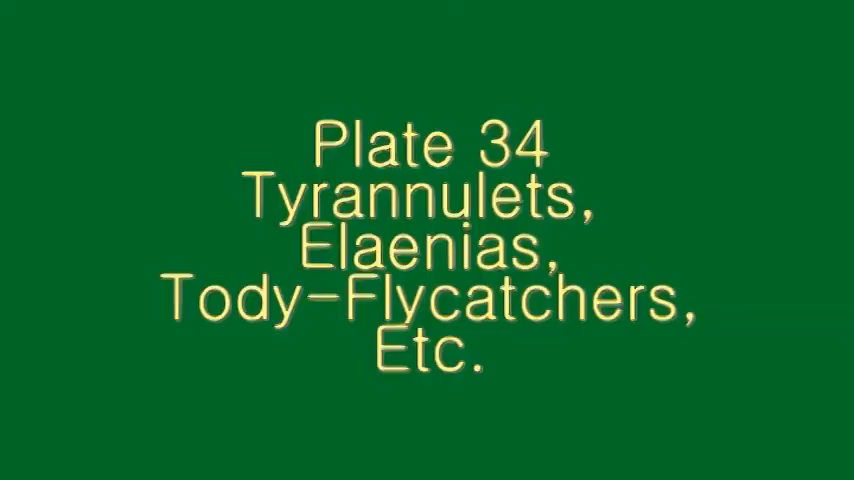 Plate 34
Tyrannulets,
Elaenias,
Tody-Flycatchers,
Etc.